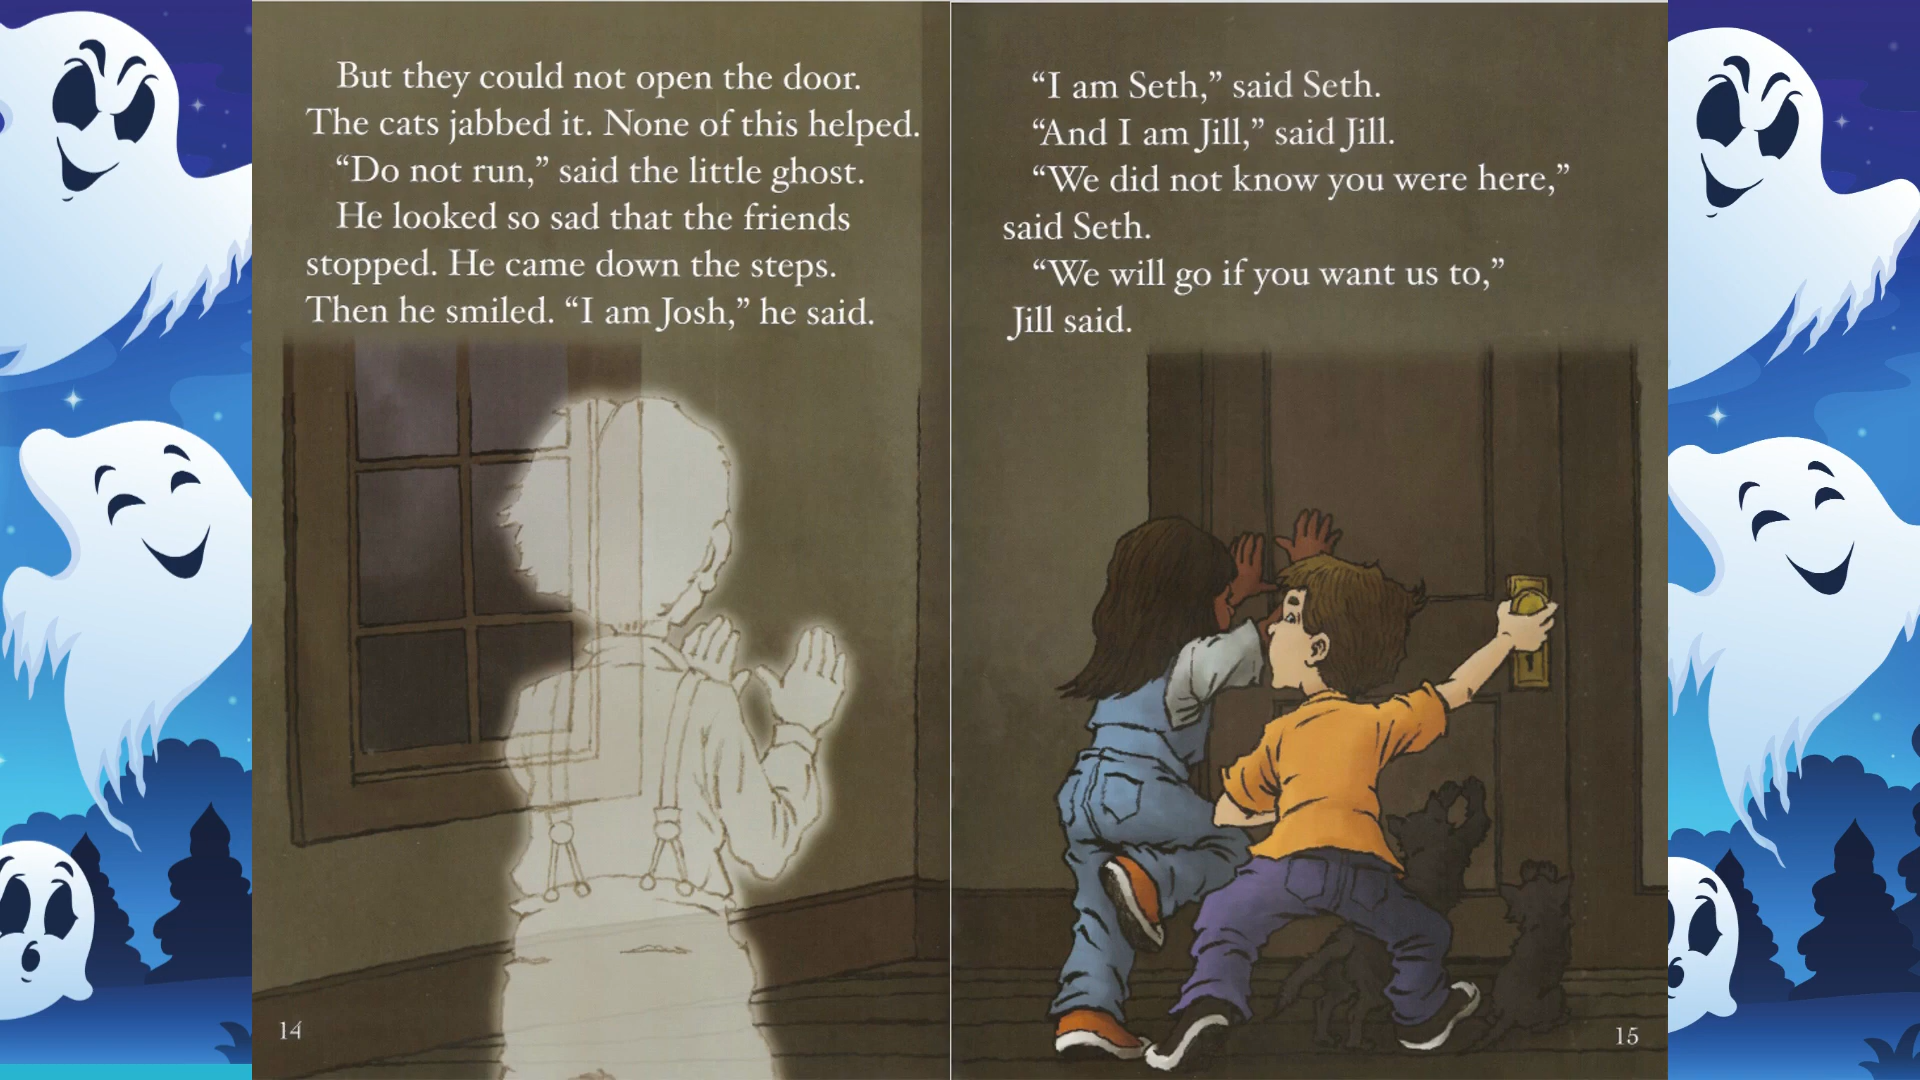 But they could not open the door.
The cats jabbed it. None of this helped.
“Do not run,” said the little ghost.
He looked so sad that the friends
stopped. He came down the steps.
Then he smiled. “I am Josh,” he said.
14
“I am Seth,” said Seth.
“And I am Jill,” said Jill.
“We did not know you were here,”
said Seth.
“We will go if you want us to,”
Jill said.
15